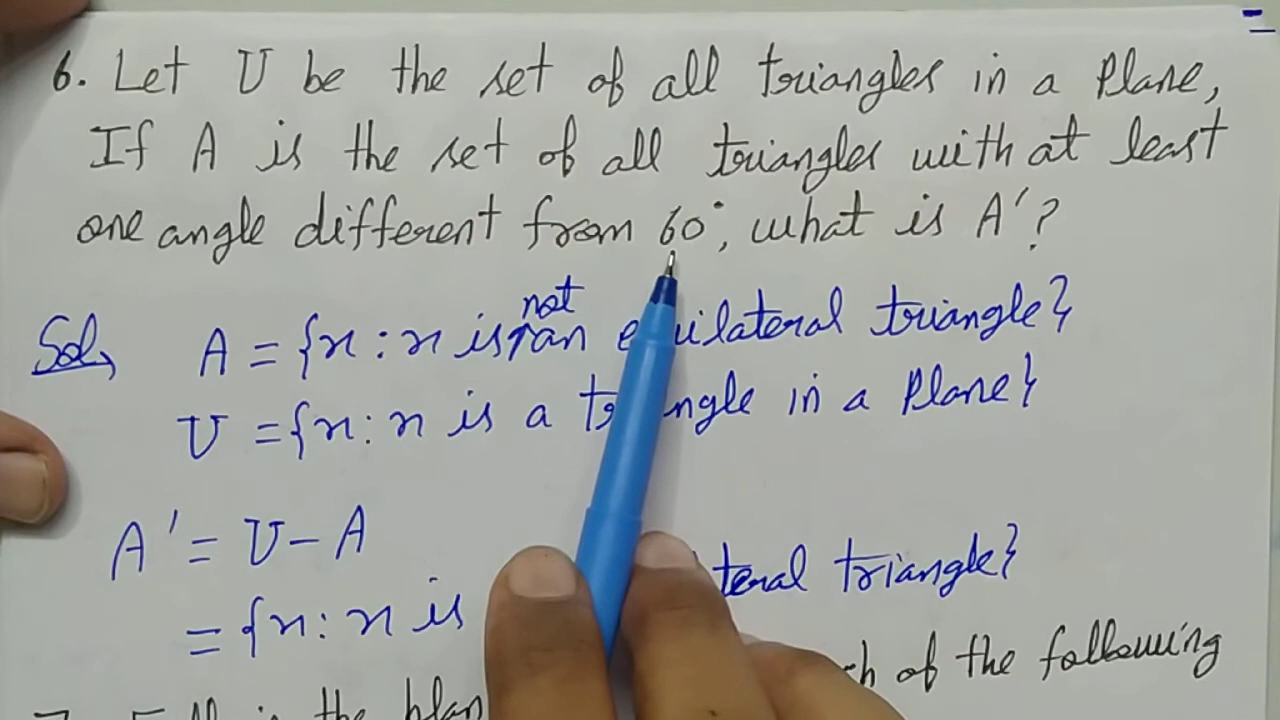 6. Let U be the set of all triangles in a Plane,
If A is the set of all triangles with at least
one angle different from 60°, what is A'?
not
Sol, A = {x : x is an equilateral triangle}
U = {x : x is a triangle in a Plane}
A' = U - A
= {x : x is triangle}
of the following